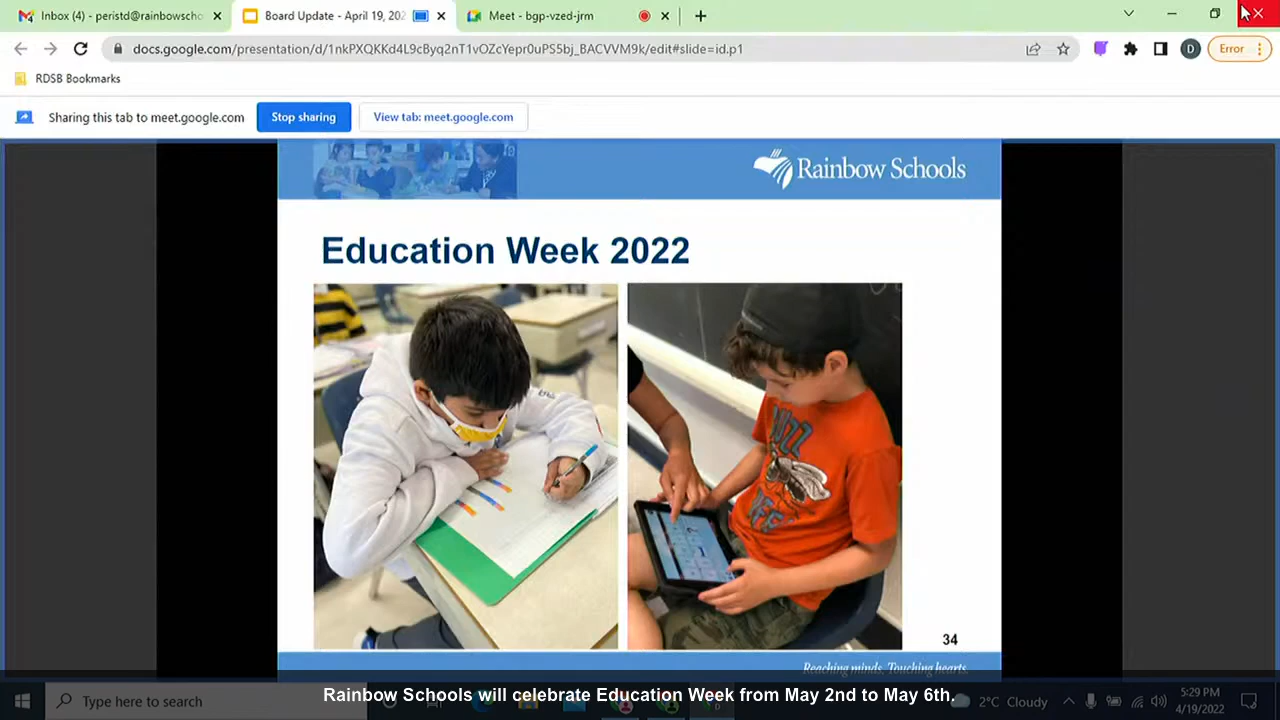 Inbox (4) - peristd@rainbowscho
Board Update - April 19, 202
Meet - bgp-vzed-jrm
docs.google.com/presentation/d/1nkPXQKKd4L9cByq2nT1vOZcYepr0uPS5bj_BACVVM9k/edit#slide=id.p1
D
Error
RDSB Bookmarks
Sharing this tab to meet.google.com
Stop sharing
View tab: meet.google.com
Rainbow Schools
Education Week 2022
34
Reaching minds. Touching hearts.
Rainbow Schools will celebrate Education Week from May 2nd to May 6th.
Type here to search
2°C Cloudy
5:29 PM
4/19/2022